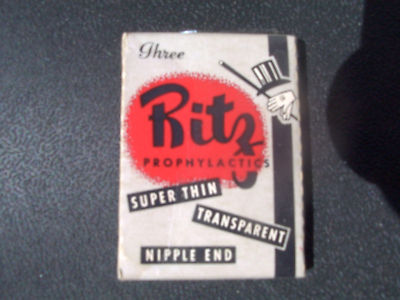 Three
Ritz
PROPHYLACTICS
SUPER THIN
TRANSPARENT
NIPPLE END